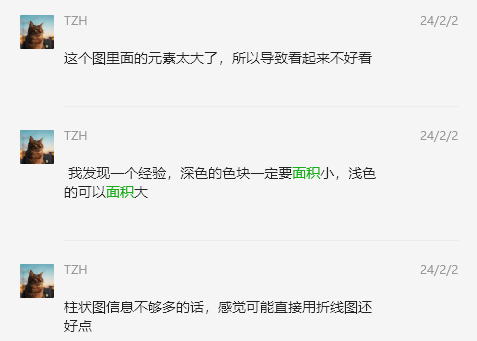 TZH 24/2/2
这个图里面的元素太大了，所以导致看起来不好看
TZH 24/2/2
我发现一个经验，深色的色块一定要面积小，浅色
的可以面积大
TZH 24/2/2
柱状图信息不够多的话，感觉可能直接用折线图还
好点